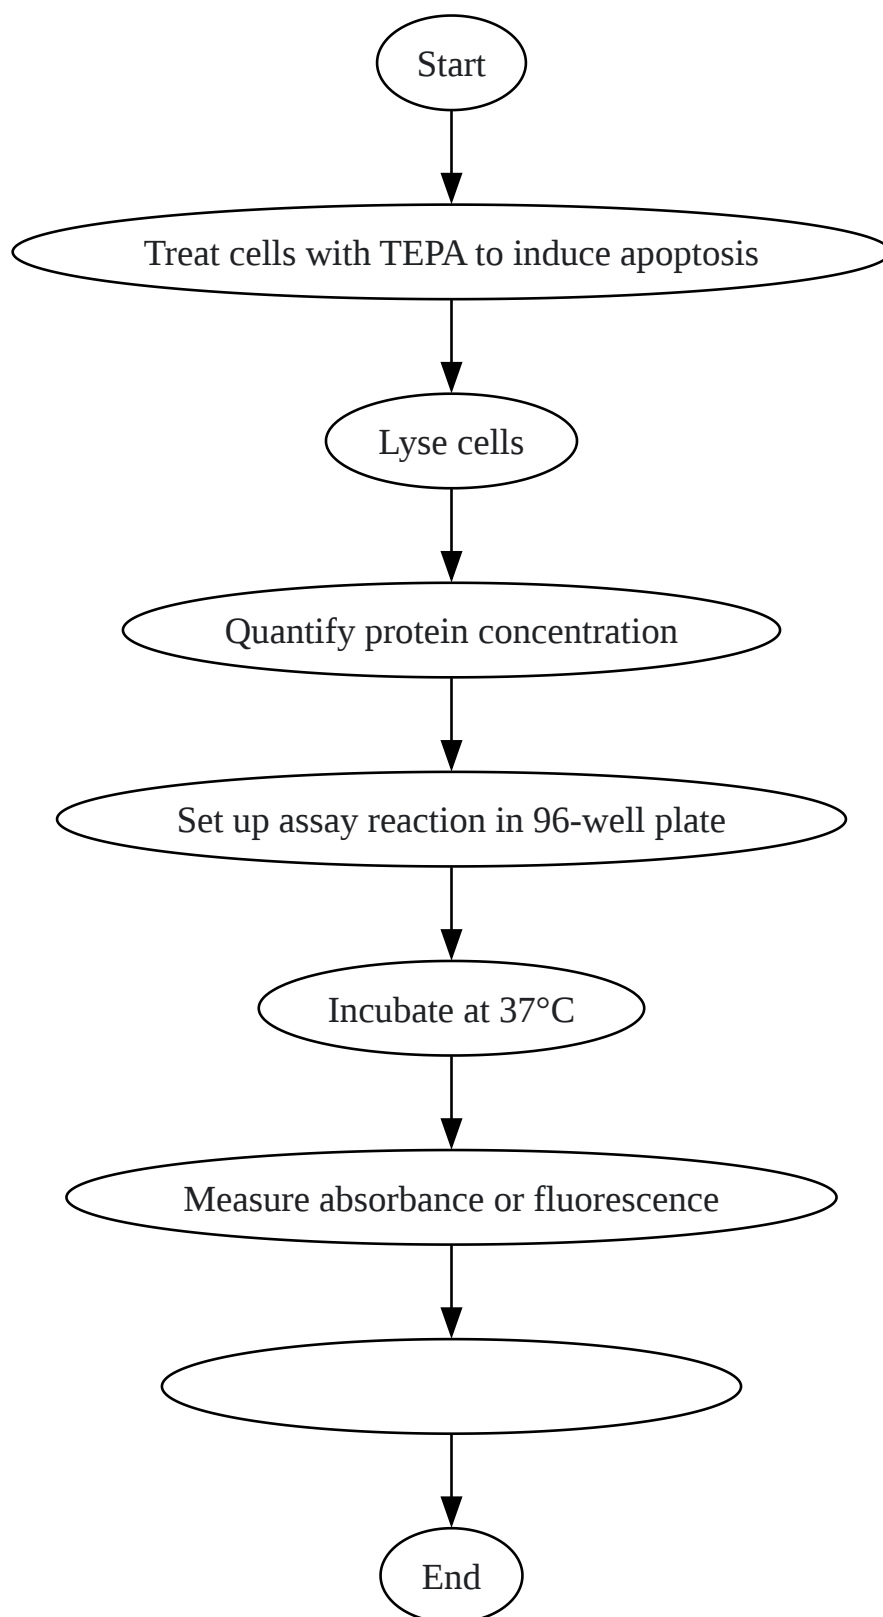 Start
Treat cells with TEPA to induce apoptosis
Lyse cells
Quantify protein concentration
Set up assay reaction in 96-well plate
Incubate at 37°C
Measure absorbance or fluorescence
End